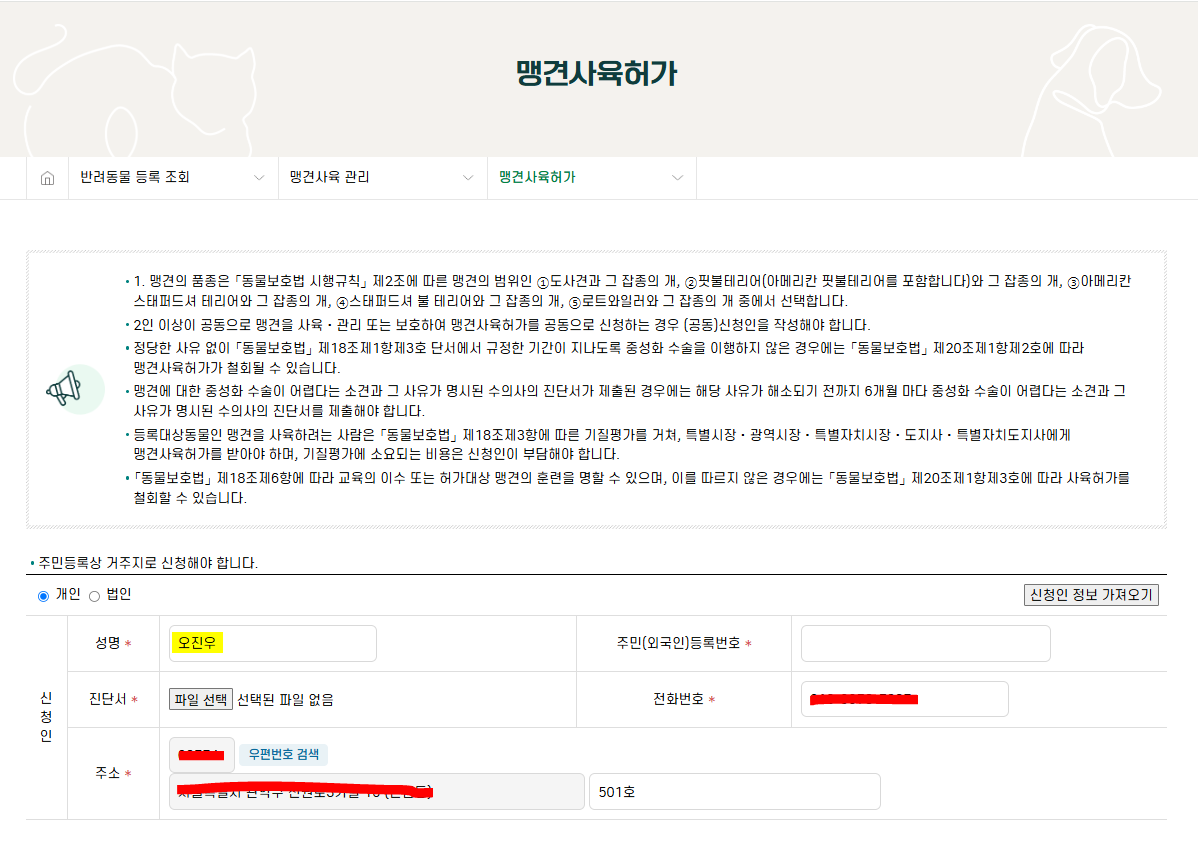 맹견사육허가
반려동물 등록 조회
맹견사육 관리
맹견사육허가
• 1. 맹견의 품종은 「동물보호법 시행규칙」 제2조에 따른 맹견의 범위인 ①도사견과 그 잡종의 개, ②핏불테리어(아메리칸 핏불테리어를 포함합니다)와 그 잡종의 개, ③아메리칸
스태퍼드셔 테리어와 그 잡종의 개, ④스태퍼드셔 불 테리어와 그 잡종의 개, ⑤로트와일러와 그 잡종의 개 중에서 선택합니다.
• 2인 이상이 공동으로 맹견을 사육・관리 또는 보호하여 맹견사육허가를 공동으로 신청하는 경우 (공동)신청인을 작성해야 합니다.
• 정당한 사유 없이 「동물보호법」 제18조제1항제3호 단서에서 규정한 기간이 지나도록 중성화 수술을 이행하지 않은 경우에는 「동물보호법」 제20조제1항제2호에 따라
맹견사육허가가 철회될 수 있습니다.
• 맹견에 대한 중성화 수술이 어렵다는 소견과 그 사유가 명시된 수의사의 진단서가 제출된 경우에는 해당 사유가 해소되기 전까지 6개월 마다 중성화 수술이 어렵다는 소견과 그
사유가 명시된 수의사의 진단서를 제출해야 합니다.
• 등록대상동물인 맹견을 사육하려는 사람은 「동물보호법」 제18조제3항에 따른 기질평가를 거쳐, 특별시장・광역시장・특별자치시장・도지사・특별자치도지사에게
맹견사육허가를 받아야 하며, 기질평가에 소요되는 비용은 신청인이 부담해야 합니다.
• 「동물보호법」 제18조제6항에 따라 교육의 이수 또는 허가대상 맹견의 훈련을 명할 수 있으며, 이를 따르지 않은 경우에는 「동물보호법」 제20조제1항제3호에 따라 사육허가를
철회할 수 있습니다.
• 주민등록상 거주지로 신청해야 합니다.
개인 법인
신청인 정보 가져오기
신청인
성명 *
오진우
주민(외국인)등록번호 *
진단서 *
파일 선택 선택된 파일 없음
전화번호 *
주소 *
우편번호 검색
501호